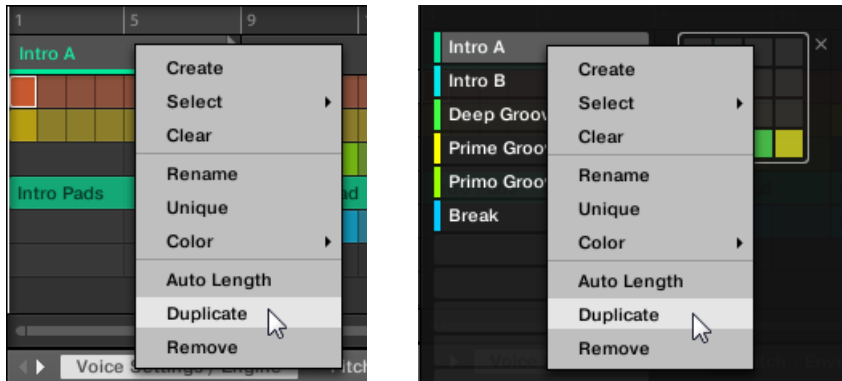 1 5 9
Intro A
Create
Select
Clear
Rename
Unique
Intro Pads
Color
Auto Length
Duplicate
Remove
Voice Settings / Engine
Intro A
Intro B
Deep Groov
Prime Groo
Primo Groo
Break
Create
Select
Clear
Rename
Unique
Color
Auto Length
Duplicate
Remove